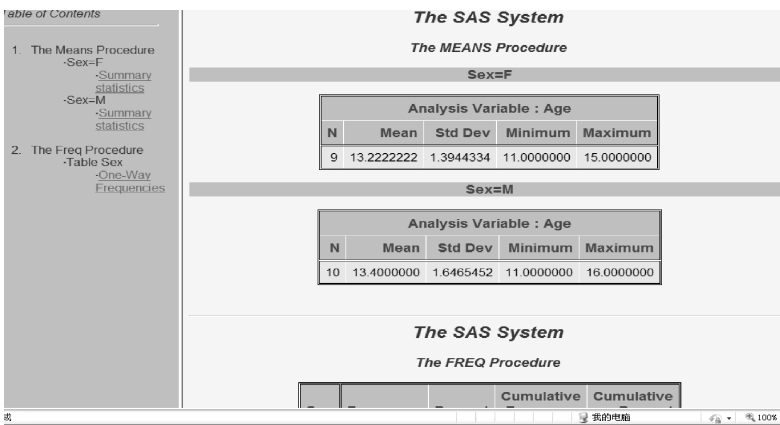 Table of Contents
1. The Means Procedure
·Sex=F
·Summary
statistics
·Sex=M
·Summary
statistics
2. The Freq Procedure
·Table Sex
·One-Way
Frequencies
The SAS System
The MEANS Procedure
Sex=F
Analysis Variable : Age
N Mean Std Dev Minimum Maximum
9 13.2222222 1.3944334 11.0000000 15.0000000
Sex=M
Analysis Variable : Age
N Mean Std Dev Minimum Maximum
10 13.4000000 1.6465452 11.0000000 16.0000000
The SAS System
The FREQ Procedure
Cumulative Cumulative
我的电脑 100%